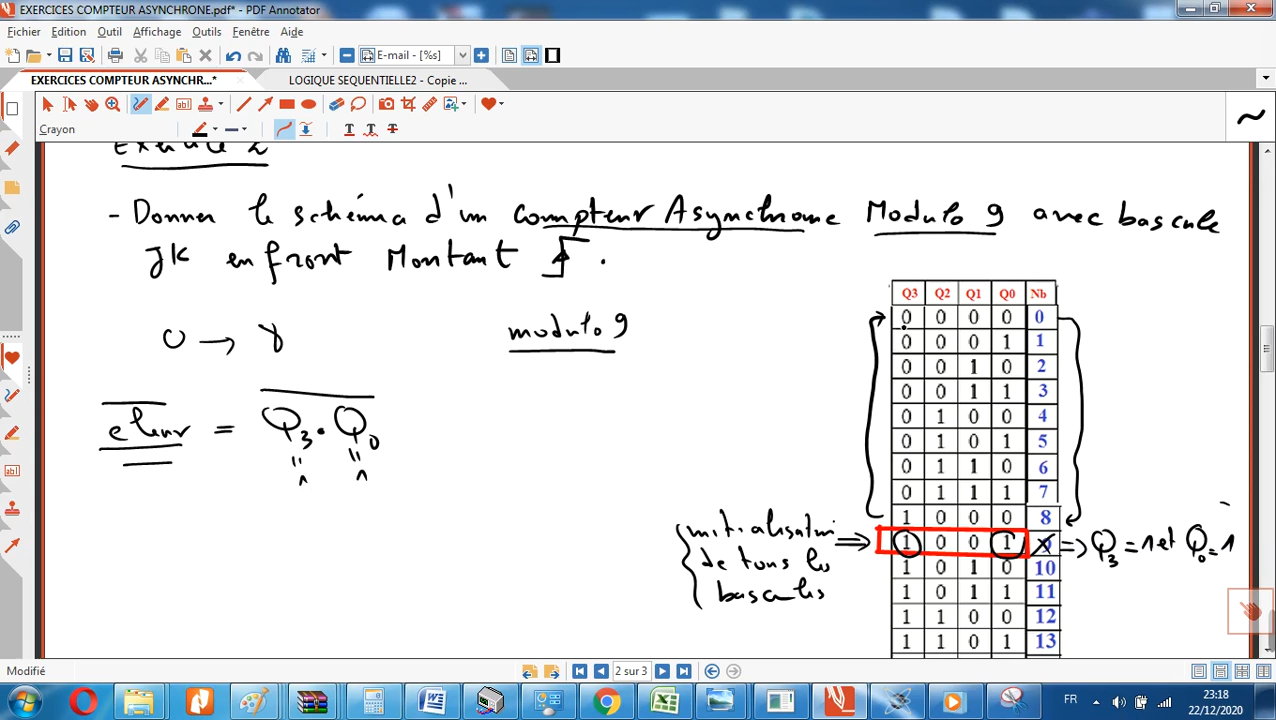 EXERCICES COMPTEUR ASYNCHRONE.pdf* - PDF Annotator
Fichier Edition Outil Affichage Outils Fenêtre Aide
E-mail - [%s]
EXERCICES COMPTEUR ASYNCHR...* LOGIQUE SEQUENTIELLE2 - Copie ...
Crayon
Exercice 2
- Donner le schéma d'un compteur Asynchrone Modulo 9 avec bascule
JK en front Montant .
0 → 8 modulo 9
clear = Q3 . Q0
= =
1 1
Q3 Q2 Q1 Q0 Nb
0 0 0 0 0
0 0 0 1 1
0 0 1 0 2
0 0 1 1 3
0 1 0 0 4
0 1 0 1 5
0 1 1 0 6
0 1 1 1 7
1 0 0 0 8
initialisation
de tous les
bascules
⇒ 1 0 0 1 ⇒ Q3 = 1 et Q0 = 1
1 0 1 0 10
1 0 1 1 11
1 1 0 0 12
1 1 0 1 13
Modifié 2 sur 3
FR 23:18
22/12/2020